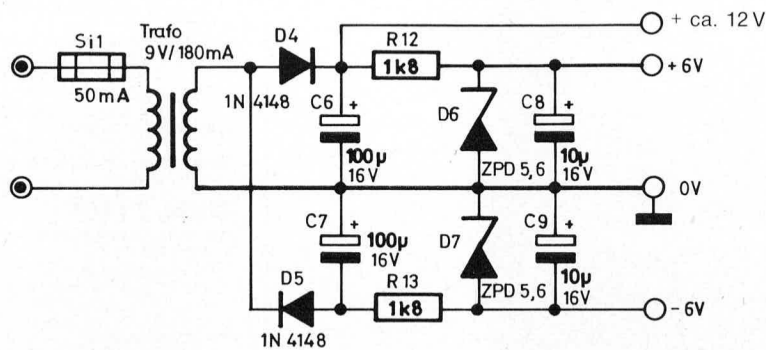 Si1
50mA
Trafo
9V/180mA
D4
1N 4148
R12
1k8
+ ca. 12V
+6V
C6
+
100µ
16V
D6
ZPD 5,6
C8
+
10µ
16V
0V
C7
+
100µ
16V
D7
ZPD 5,6
C9
+
10µ
16V
D5
1N 4148
R13
1k8
-6V